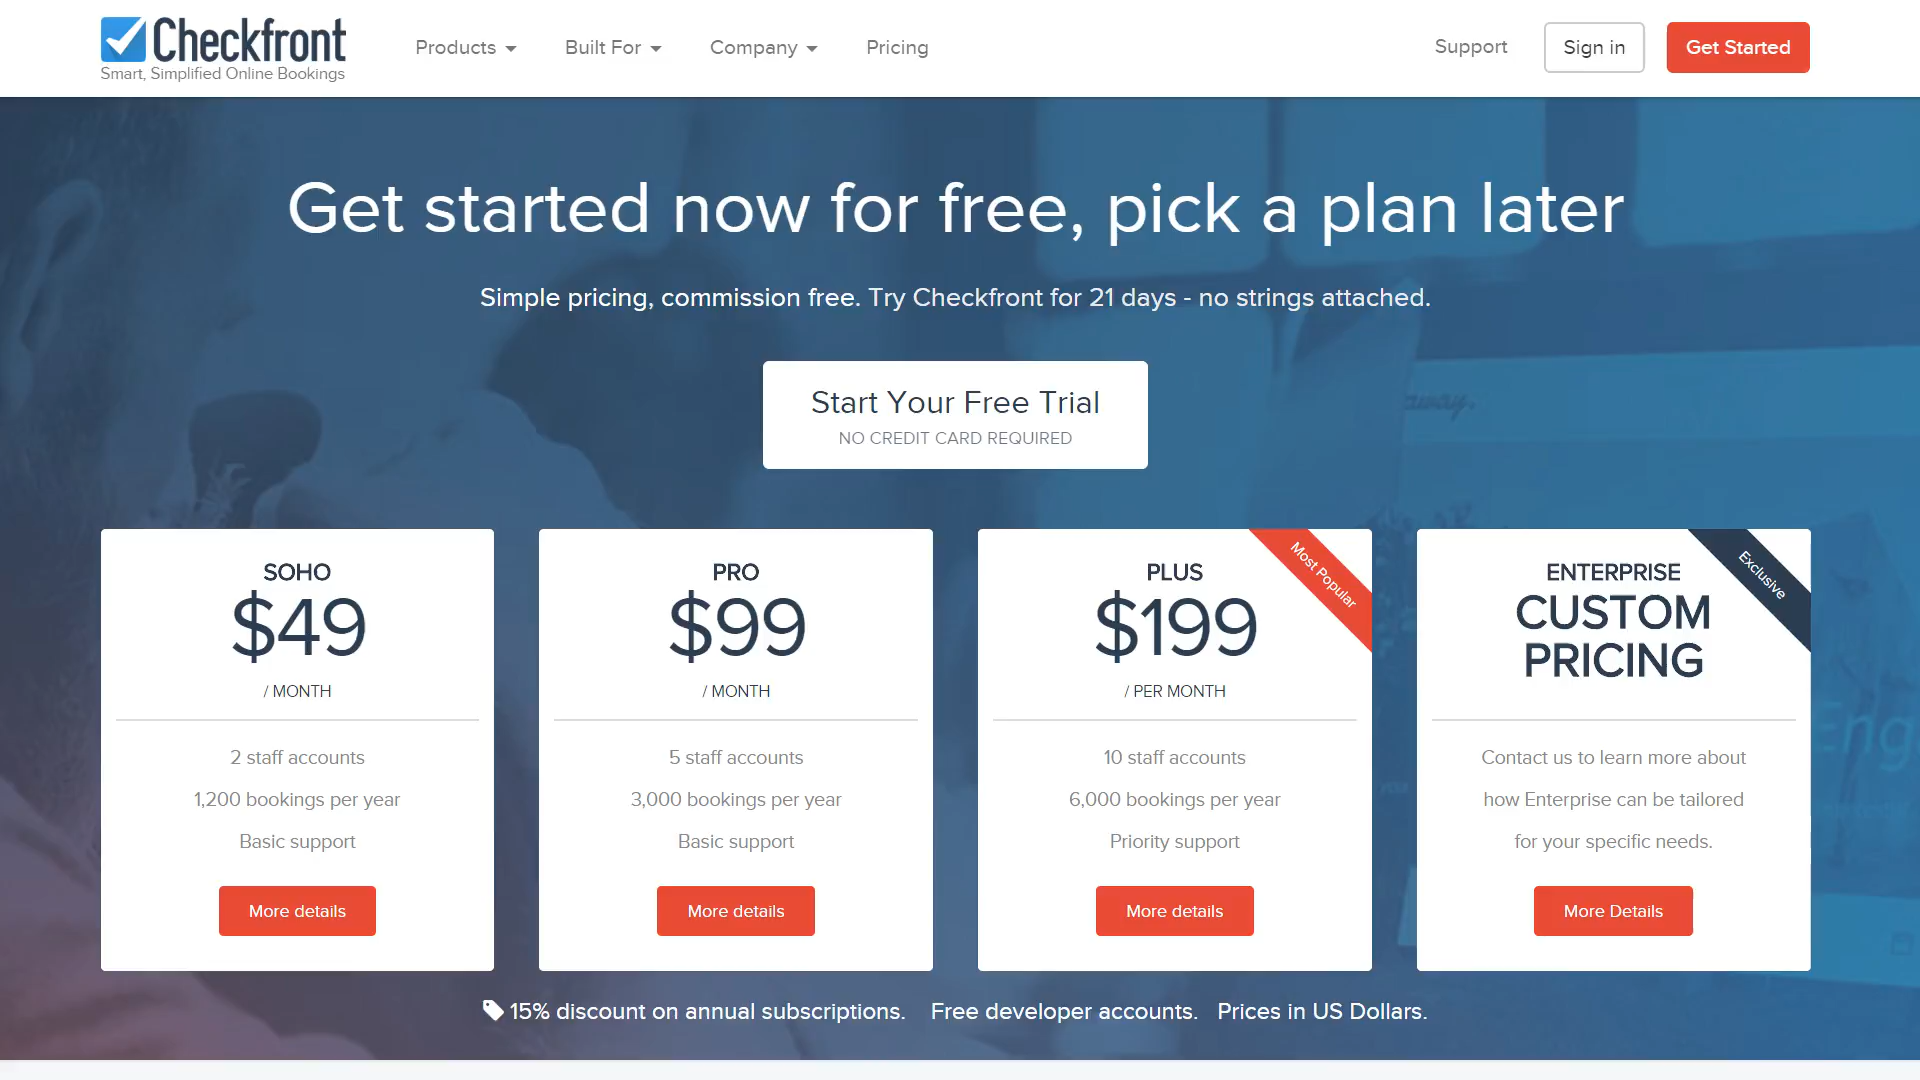 Checkfront
Smart, Simplified Online Bookings
Products
Built For
Company
Pricing
Support
Sign in
Get Started
Get started now for free, pick a plan later
Simple pricing, commission free. Try Checkfront for 21 days - no strings attached.
Start Your Free Trial
NO CREDIT CARD REQUIRED
SOHO
$49
/ MONTH
2 staff accounts
1,200 bookings per year
Basic support
More details
PRO
$99
/ MONTH
5 staff accounts
3,000 bookings per year
Basic support
More details
Most Popular
PLUS
$199
/ PER MONTH
10 staff accounts
6,000 bookings per year
Priority support
More details
Exclusive
ENTERPRISE
CUSTOM
PRICING
Contact us to learn more about
how Enterprise can be tailored
for your specific needs.
More Details
away.
Eng
15% discount on annual subscriptions. Free developer accounts. Prices in US Dollars.